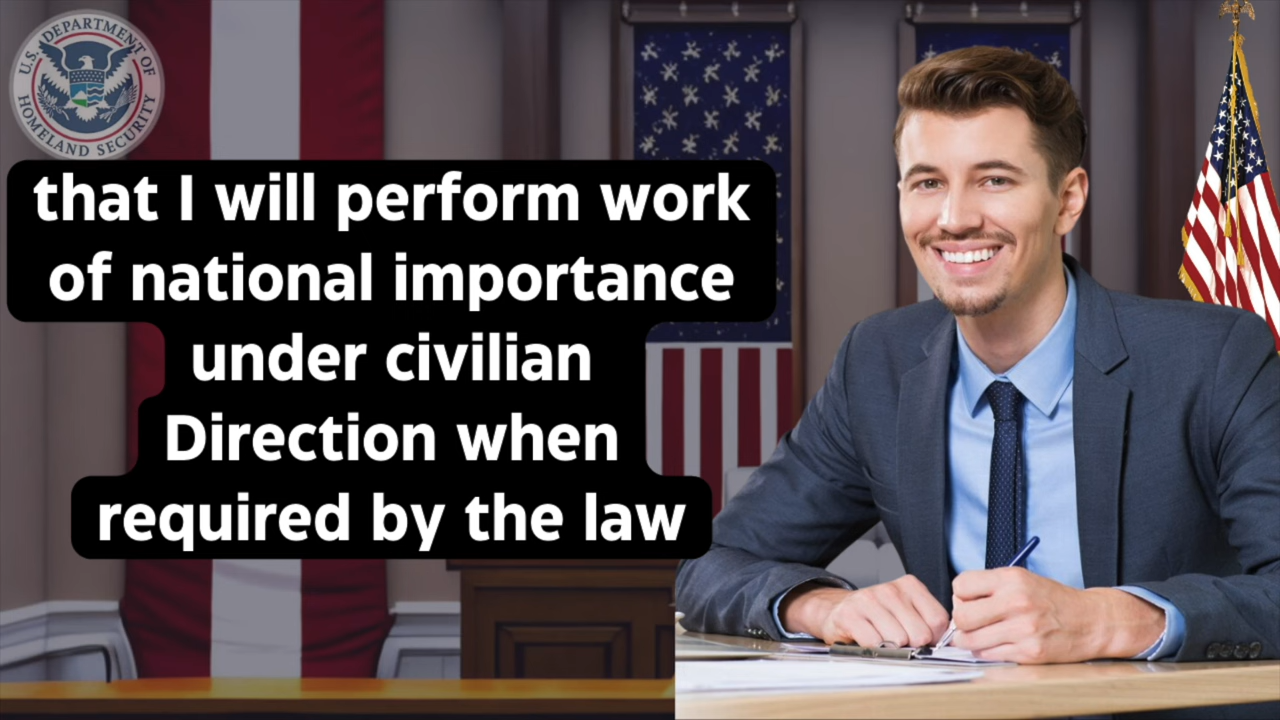 U.S. DEPARTMENT OF
HOMELAND SECURITY
that I will perform work
of national importance
under civilian
Direction when
required by the law